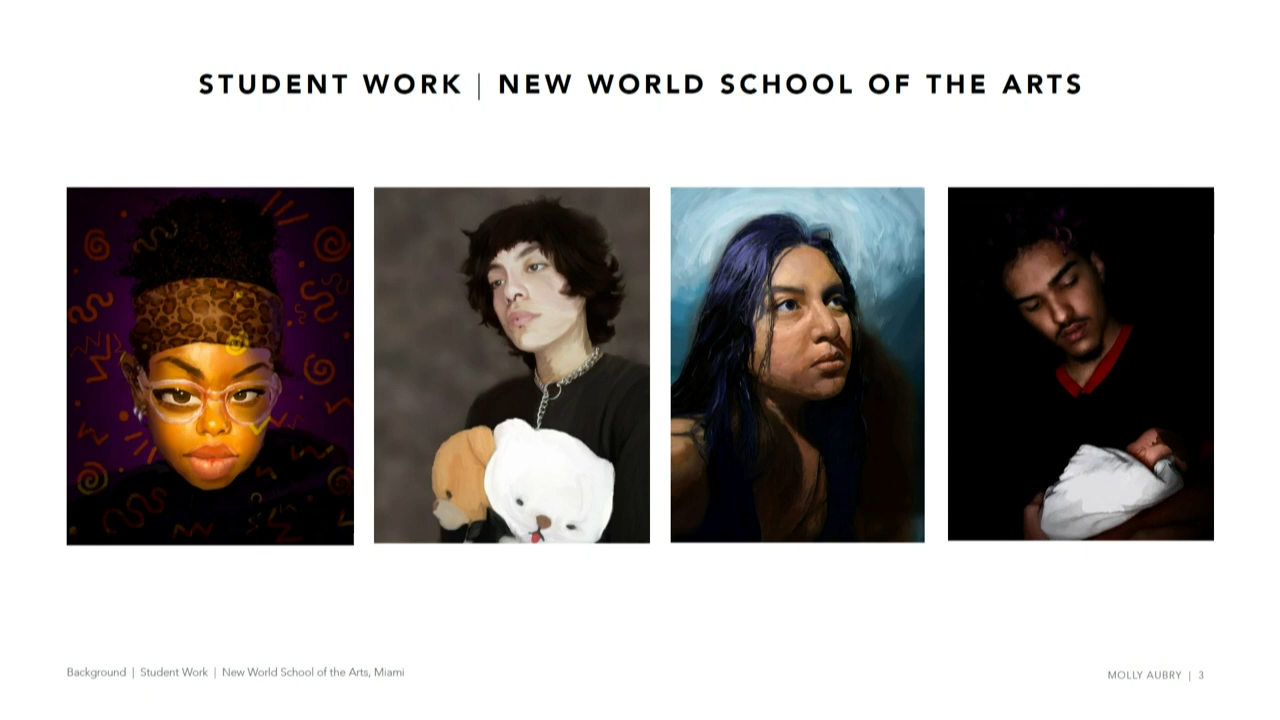 STUDENT WORK | NEW WORLD SCHOOL OF THE ARTS
Background | Student Work | New World School of the Arts, Miami
MOLLY AUBRY | 3